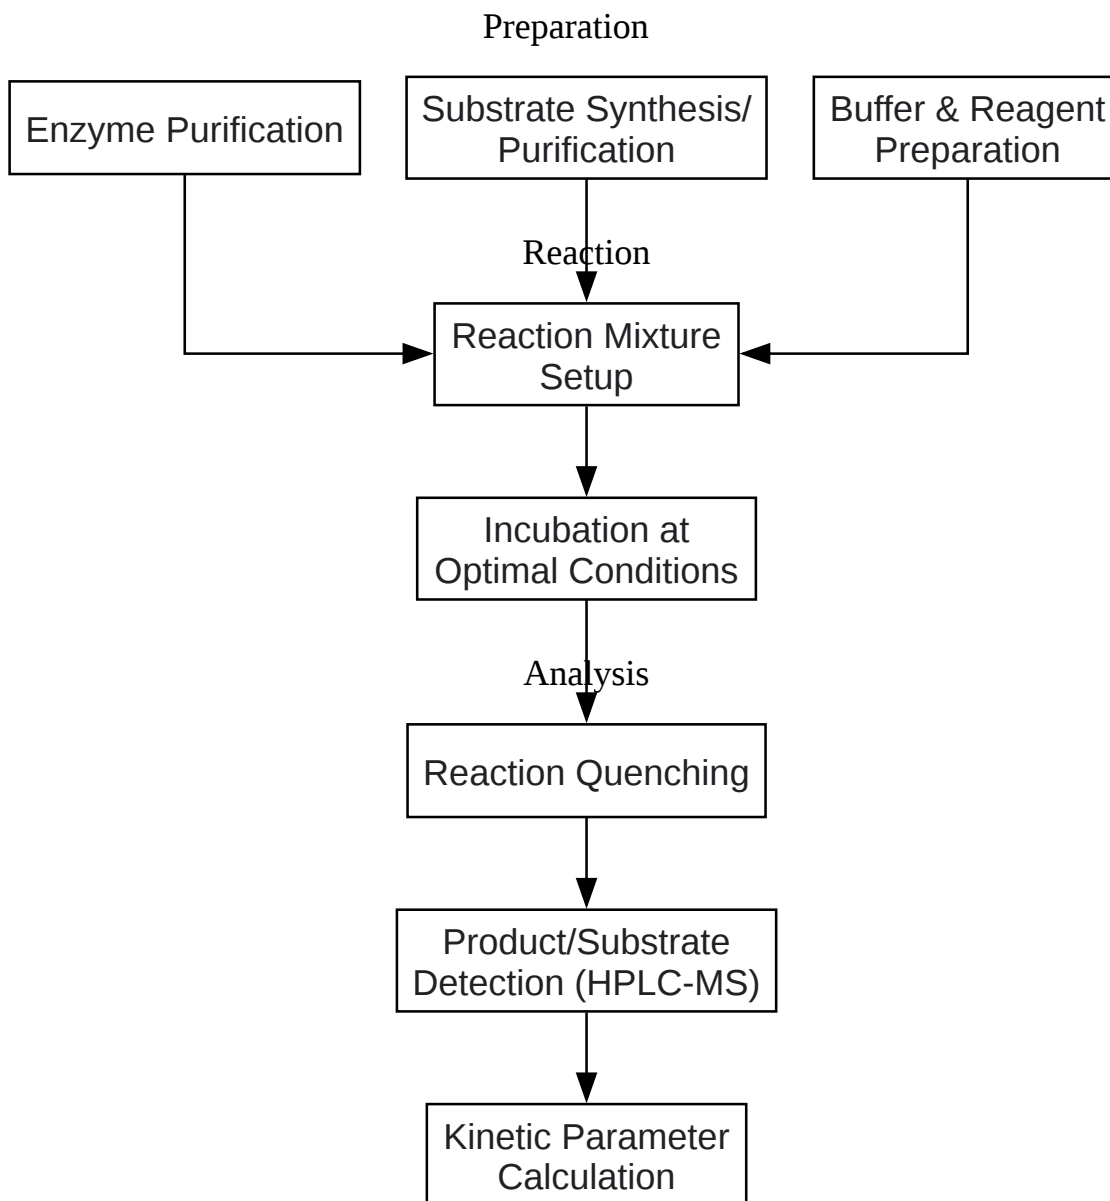 Preparation
Enzyme Purification
Substrate Synthesis/
Purification
Buffer & Reagent
Preparation
Reaction
Reaction Mixture
Setup
Incubation at
Optimal Conditions
Analysis
Reaction Quenching
Product/Substrate
Detection (HPLC-MS)
Kinetic Parameter
Calculation